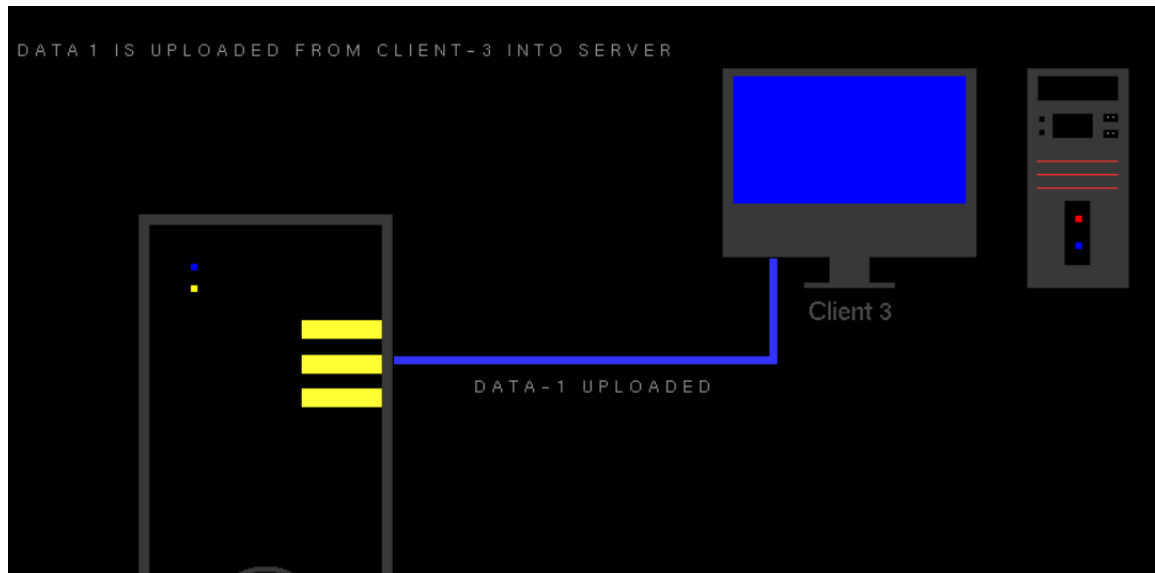 DATA 1 IS UPLOADED FROM CLIENT-3 INTO SERVER
Client 3
DATA-1 UPLOADED